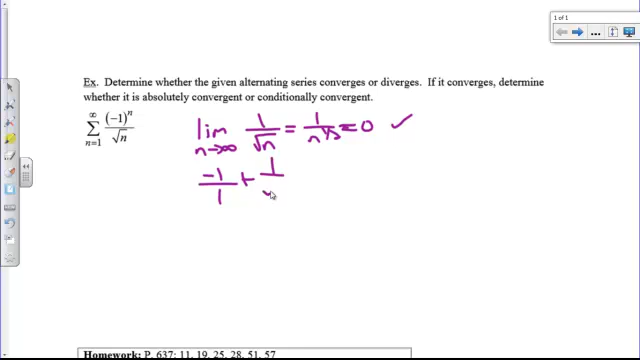 1 of 1
Ex. Determine whether the given alternating series converges or diverges. If it converges, determine
whether it is absolutely convergent or conditionally convergent.
∞ ∑ n=1 (-1)^n / √n
lim n→∞ 1/√n = 1/n^1/2 = 0 ✓
-1/1 + 1/
Homework: P. 637: 11, 19, 25, 28, 51, 57